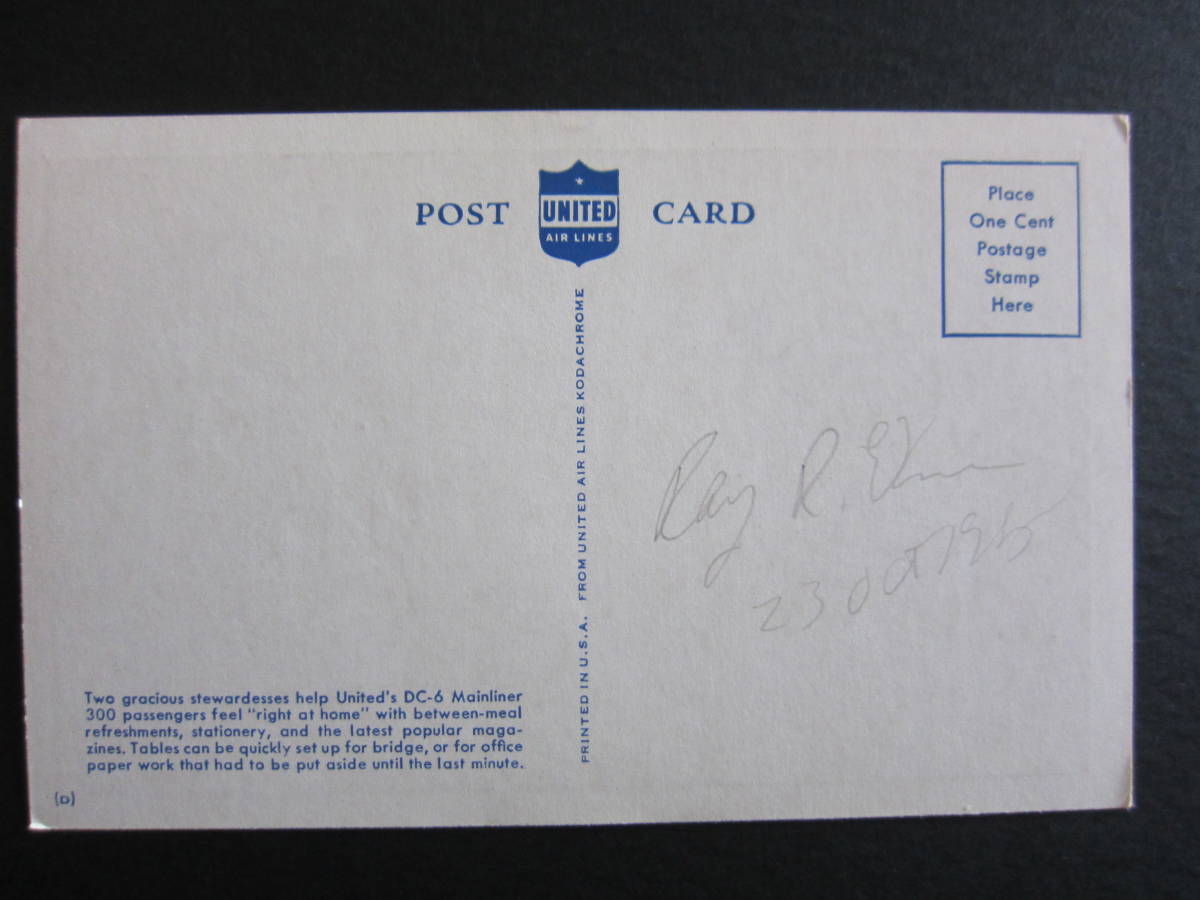 POST UNITED CARD
AIR LINES
Place
One Cent
Postage
Stamp
Here
PRINTED IN U.S.A. FROM UNITED AIR LINES KODACHROME
Ray R.
23 Oct
Two gracious stewardesses help United's DC-6 Mainliner
300 passengers feel "right at home" with between-meal
refreshments, stationery, and the latest popular maga-
zines. Tables can be quickly set up for bridge, or for office
paper work that had to be put aside until the last minute.
(D)